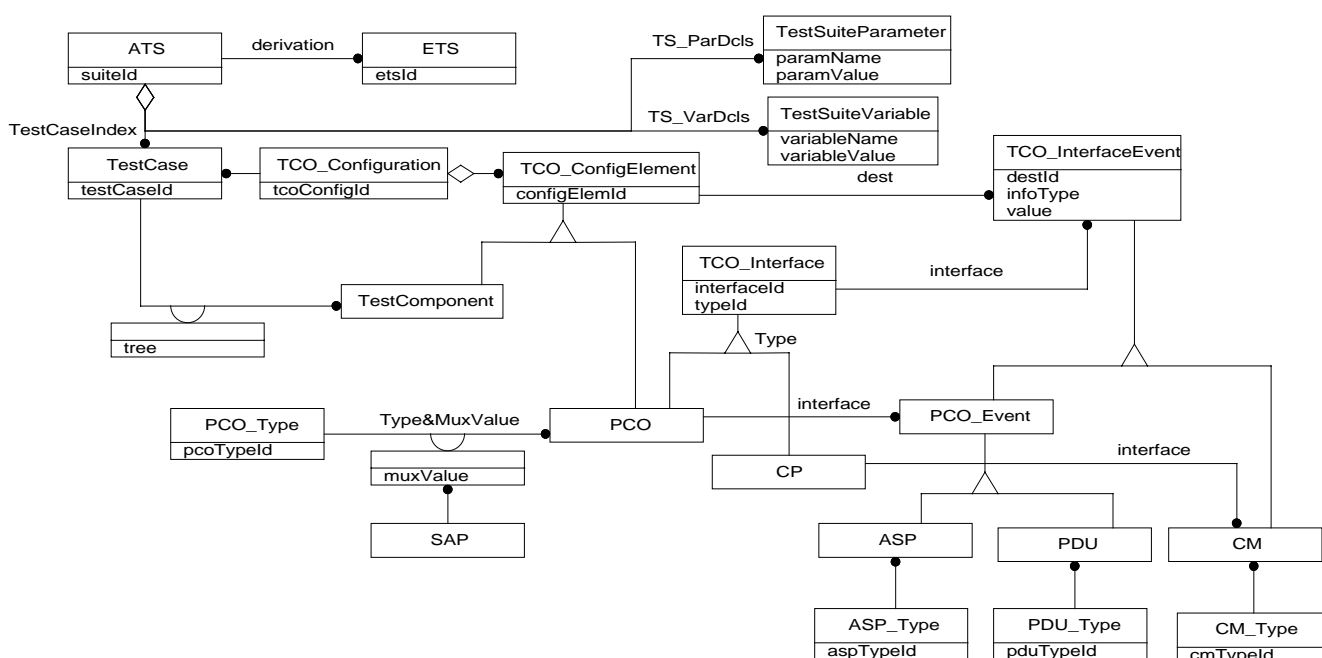 ATS
suiteId
derivation
ETS
etsId
TS_ParDcls
TestSuiteParameter
paramName
paramValue
TestCaseIndex
TS_VarDcls
TestSuiteVariable
variableName
variableValue
TestCase
testCaseId
TCO_Configuration
tcoConfigId
TCO_ConfigElement
configElemId
dest
TCO_InterfaceEvent
destId
infoType
value
TCO_Interface
interfaceId
typeId
interface
TestComponent
tree
Type
PCO_Type
pcoTypeId
Type&MuxValue
muxValue
PCO
interface
PCO_Event
CP
interface
SAP
ASP
PDU
CM
ASP_Type
aspTypeId
PDU_Type
pduTypeId
CM_Type
cmTypeId